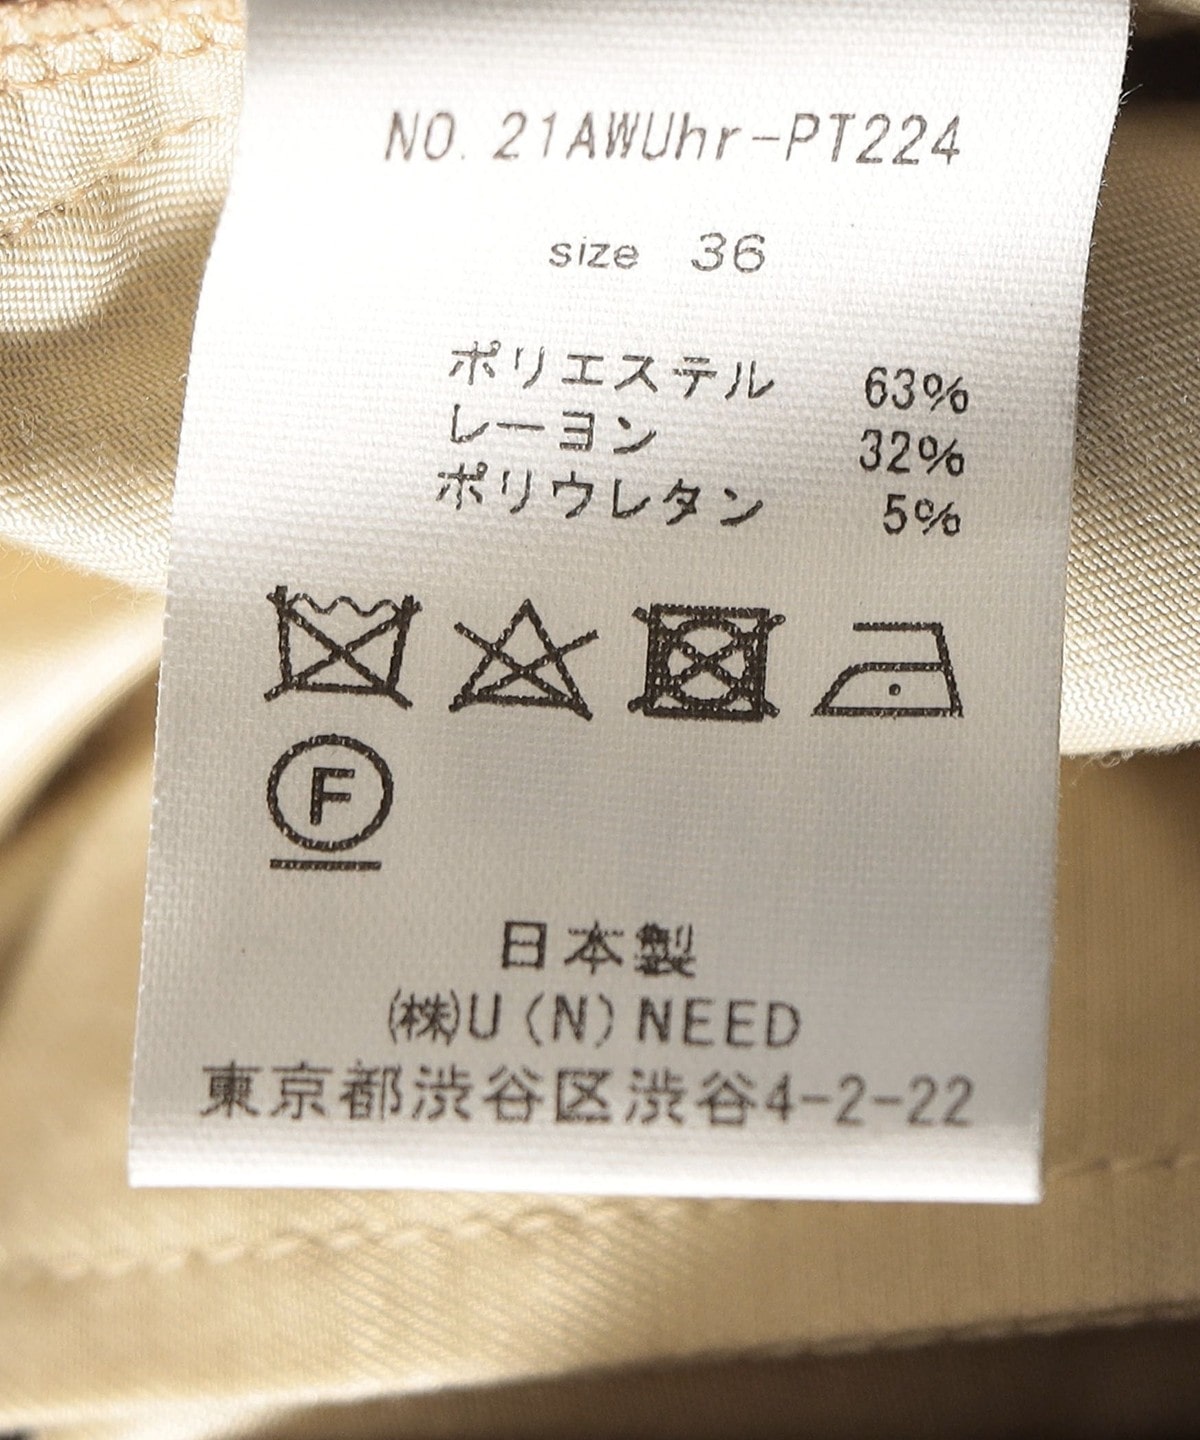 NO. 21AWUhr-PT224
size 36
ポリエステル 63%
レーヨン 32%
ポリウレタン 5%
F
日本製
㈱U(N)NEED
東京都渋谷区渋谷4-2-22